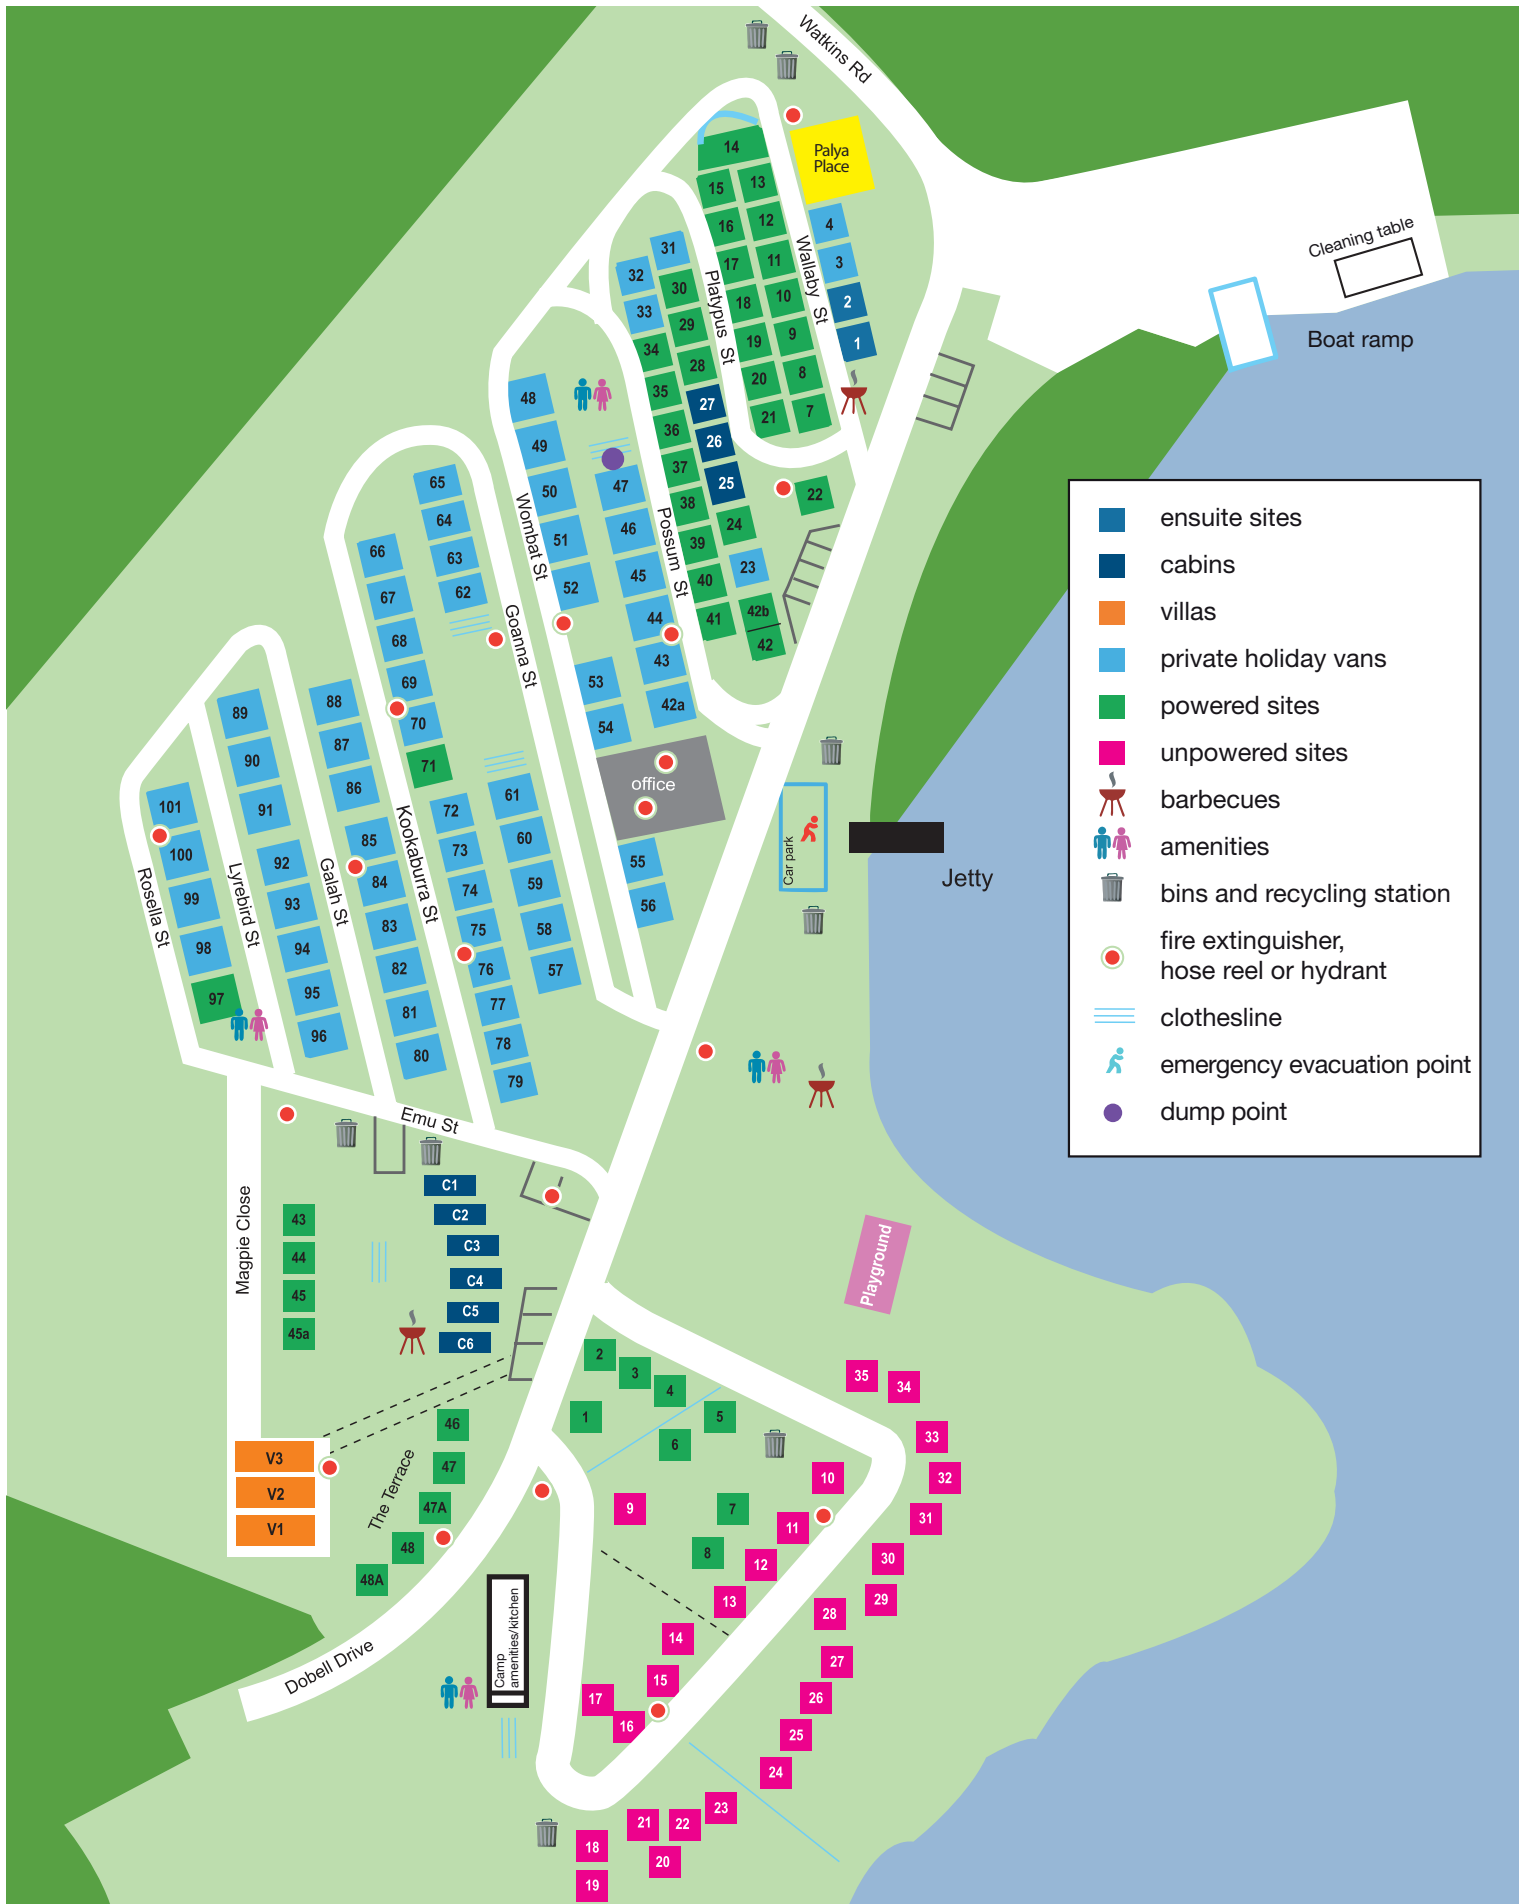 Watkins Rd
Palya
Place
Cleaning table
Boat ramp
14
15
13
16
12
17
11
18
10
19
9
20
8
21
7
4
3
2
1
Wallaby St
Platypus St
31
32
30
33
29
34
28
35
27
36
26
37
25
38
24
39
23
40
42b
41
42
22
Possum St
48
49
50
51
52
47
46
45
44
43
42a
53
54
Wombat St
office
55
56
Goanna St
65
64
63
62
66
67
68
69
70
71
72
73
74
75
76
77
78
79
61
60
59
58
57
Kookaburra St
88
87
86
85
84
83
82
81
80
Galah St
89
90
91
92
93
94
95
96
Lyrebird St
101
100
99
98
97
Rosella St
Car park
Jetty
ensuite sites
cabins
villas
private holiday vans
powered sites
unpowered sites
barbecues
amenities
bins and recycling station
fire extinguisher,
hose reel or hydrant
clothesline
emergency evacuation point
dump point
Emu St
Magpie Close
C1
C2
C3
C4
C5
C6
43
44
45
45a
V3
V2
V1
The Terrace
46
47
47A
48
48A
Dobell Drive
Camp
amenities/kitchen
Playground
2
3
4
1
5
6
7
8
9
10
11
12
13
14
15
16
17
35
34
33
32
31
30
29
28
27
26
25
24
23
22
21
20
18
19